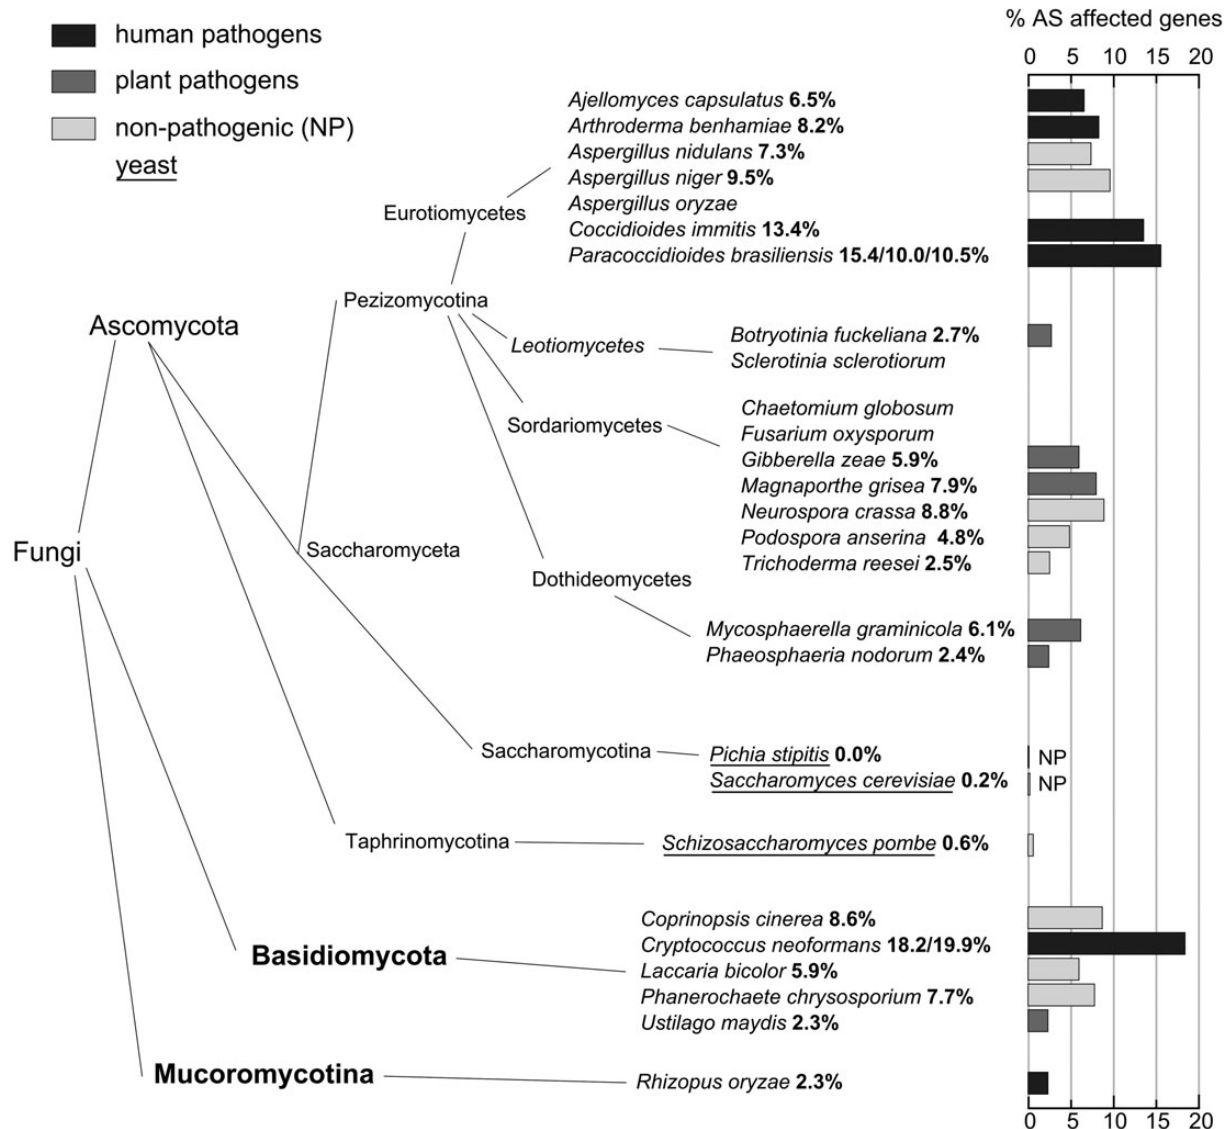 % AS affected genes
human pathogens
plant pathogens
non-pathogenic (NP)
yeast
0 5 10 15 20
Ajellomyces capsulatus 6.5%
Arthroderma benhamiae 8.2%
Aspergillus nidulans 7.3%
Aspergillus niger 9.5%
Aspergillus oryzae
Coccidioides immitis 13.4%
Paracoccidioides brasiliensis 15.4/10.0/10.5%
Eurotiomycetes
Pezizomycotina
Ascomycota
Leotiomycetes
Botryotinia fuckeliana 2.7%
Sclerotinia sclerotiorum
Sordariomycetes
Chaetomium globosum
Fusarium oxysporum
Gibberella zeae 5.9%
Magnaporthe grisea 7.9%
Neurospora crassa 8.8%
Podospora anserina 4.8%
Trichoderma reesei 2.5%
Fungi
Saccharomyceta
Dothideomycetes
Mycosphaerella graminicola 6.1%
Phaeosphaeria nodorum 2.4%
Saccharomycotina
Pichia stipitis 0.0% NP
Saccharomyces cerevisiae 0.2% NP
Taphrinomycotina
Schizosaccharomyces pombe 0.6%
Basidiomycota
Coprinopsis cinerea 8.6%
Cryptococcus neoformans 18.2/19.9%
Laccaria bicolor 5.9%
Phanerochaete chrysosporium 7.7%
Ustilago maydis 2.3%
Mucoromycotina
Rhizopus oryzae 2.3%
0 5 10 15 20